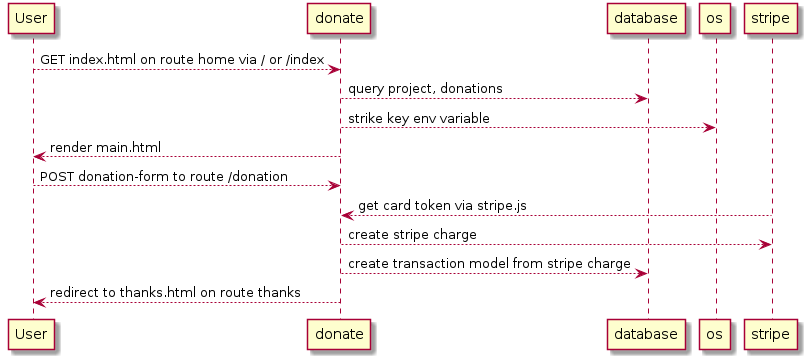 User donate database os stripe
GET index.html on route home via / or /index
query project, donations
strike key env variable
render main.html
POST donation-form to route /donation
get card token via stripe.js
create stripe charge
create transaction model from stripe charge
redirect to thanks.html on route thanks
User donate database os stripe